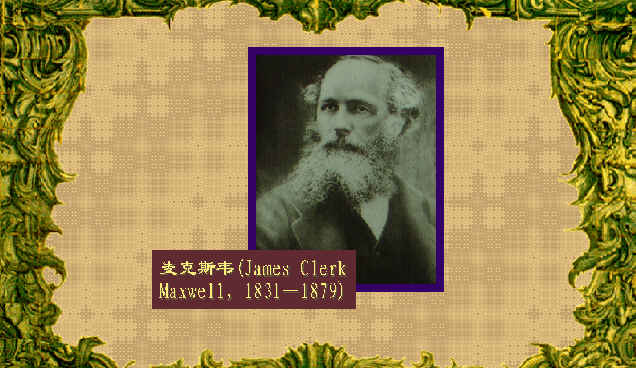 麦克斯韦(James Clerk
Maxwell, 1831—1879)